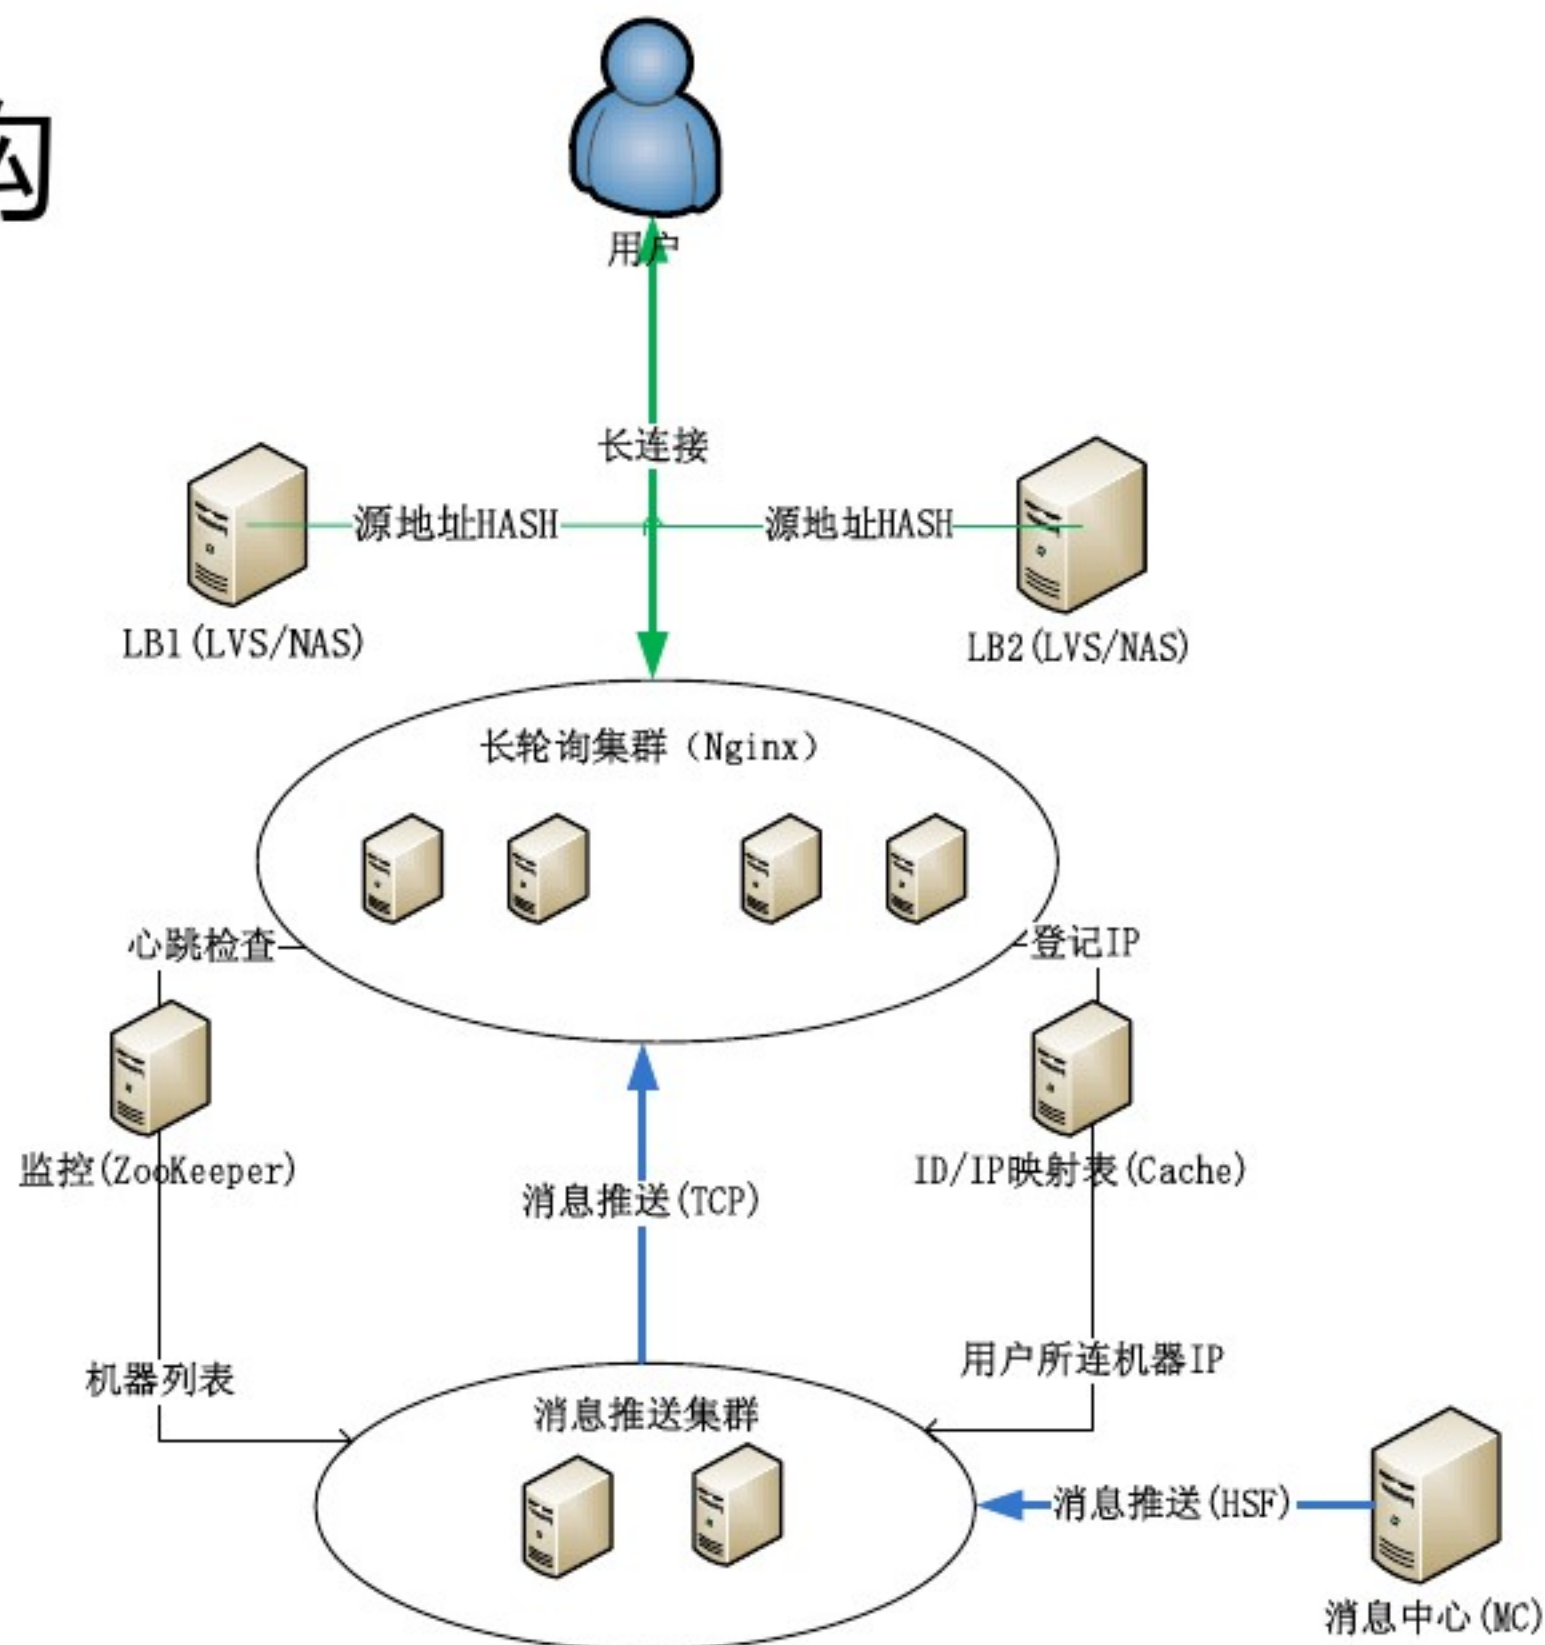 构
用户
长连接
源地址HASH
源地址HASH
LB1(LVS/NAS)
LB2(LVS/NAS)
长轮询集群（Nginx）
心跳检查
登记IP
监控(ZooKeeper)
消息推送(TCP)
ID/IP映射表(Cache)
机器列表
用户所连机器IP
消息推送集群
消息推送(HSF)
消息中心(MC)